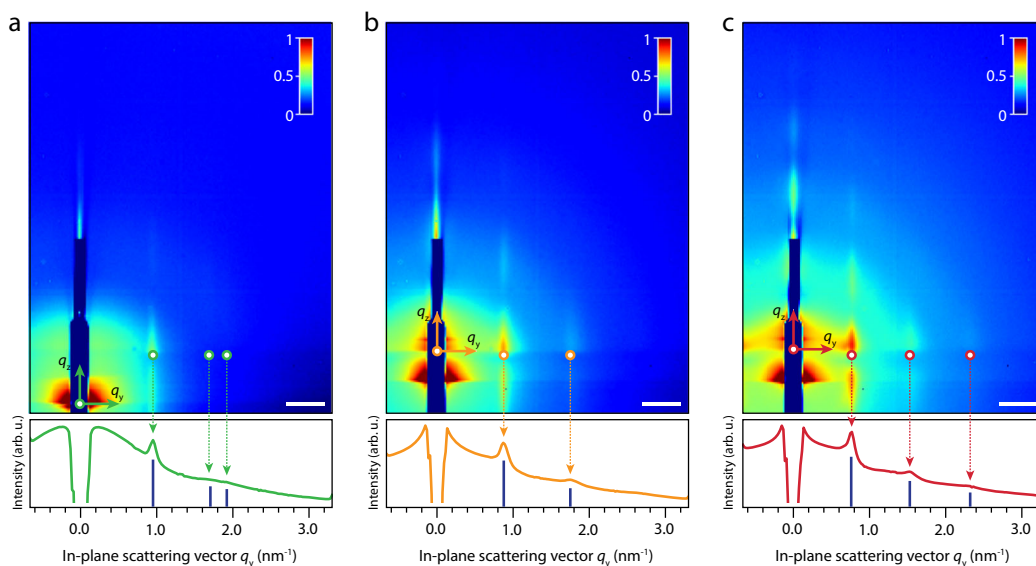 a
b
c
1
0.5
0
1
0.5
0
1
0.5
0
qz
qy
qz
qy
qz
qy
Intensity (arb. u.)
Intensity (arb. u.)
Intensity (arb. u.)
0.0 1.0 2.0 3.0
0.0 1.0 2.0 3.0
0.0 1.0 2.0 3.0
In-plane scattering vector qy (nm⁻¹)
In-plane scattering vector qy (nm⁻¹)
In-plane scattering vector qy (nm⁻¹)